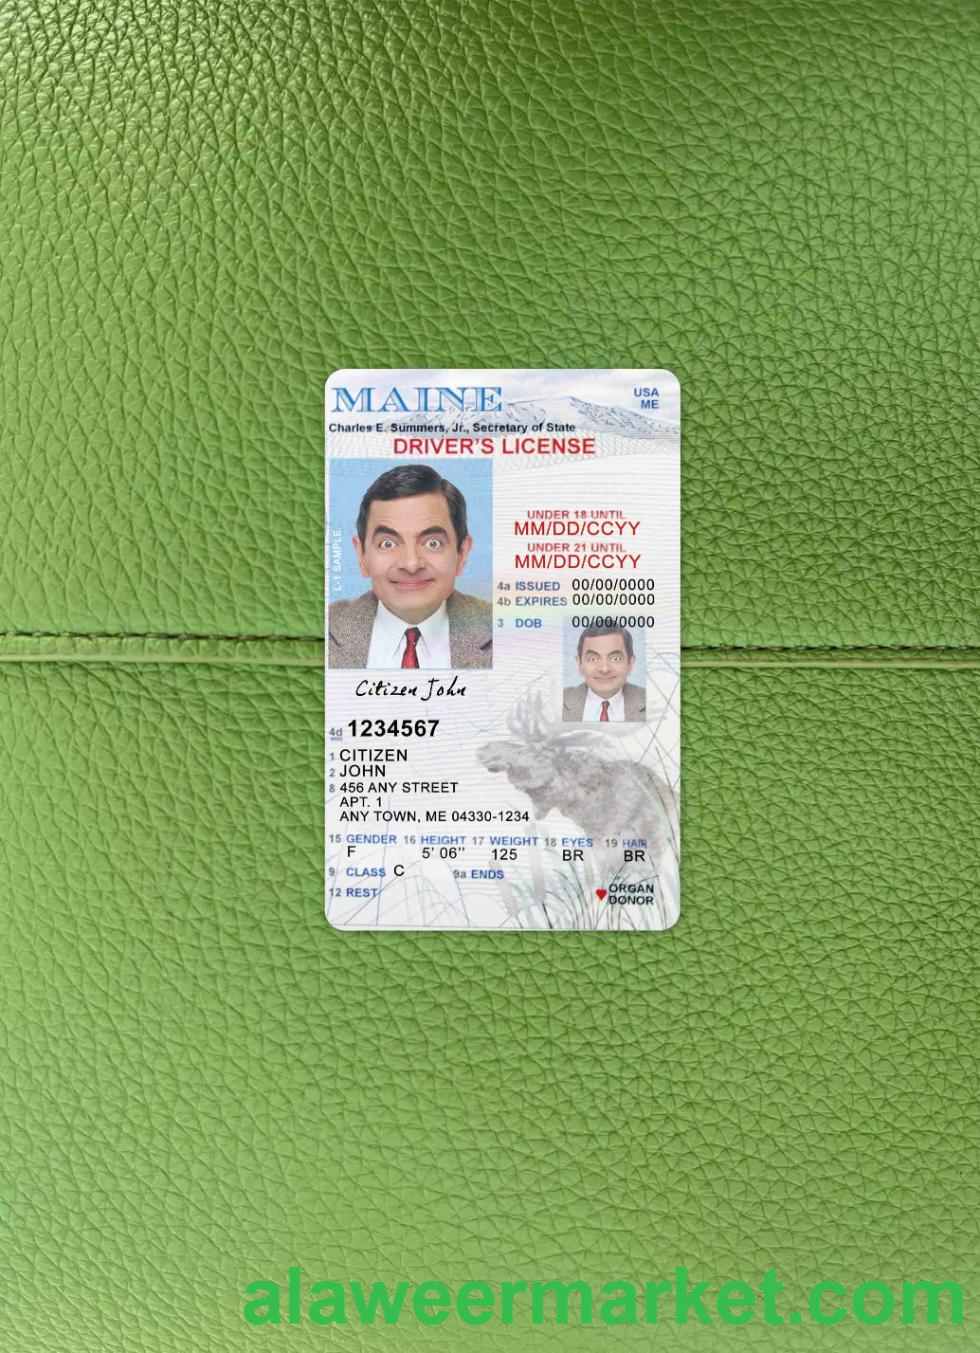 MAINE
USA
ME
Charles E. Summers, Jr., Secretary of State
DRIVER'S LICENSE
L-1 SAMPLE
UNDER 18 UNTIL
MM/DD/CCYY
UNDER 21 UNTIL
MM/DD/CCYY
4a ISSUED 00/00/0000
4b EXPIRES 00/00/0000
3 DOB 00/00/0000
Citizen John
4d 1234567
1 CITIZEN
2 JOHN
8 456 ANY STREET
APT. 1
ANY TOWN, ME 04330-1234
15 GENDER 16 HEIGHT 17 WEIGHT 18 EYES 19 HAIR
F 5' 06" 125 BR BR
9 CLASS C 9a ENDS
12 REST
ORGAN
DONOR
alaweermarket.com